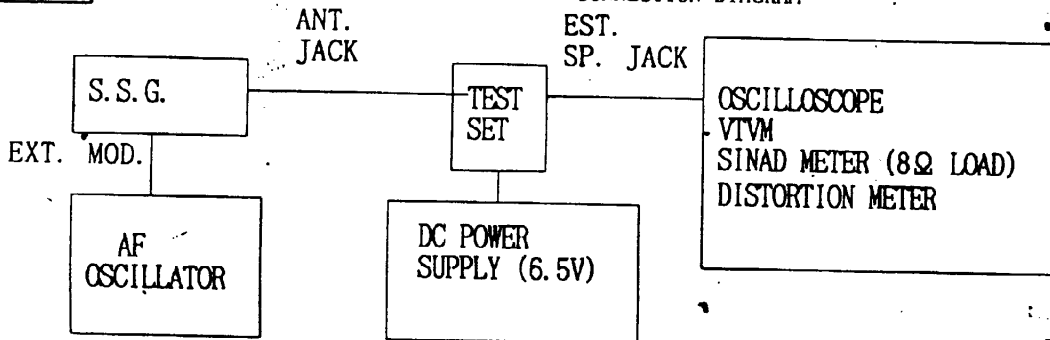 ANT.
JACK
EST.
SP. JACK
S.S.G.
TEST
SET
OSCILLOSCOPE
VTVM
SINAD METER (8Ω LOAD)
DISTORTION METER
EXT. MOD.
AF
OSCILLATOR
DC POWER
SUPPLY (6.5V)